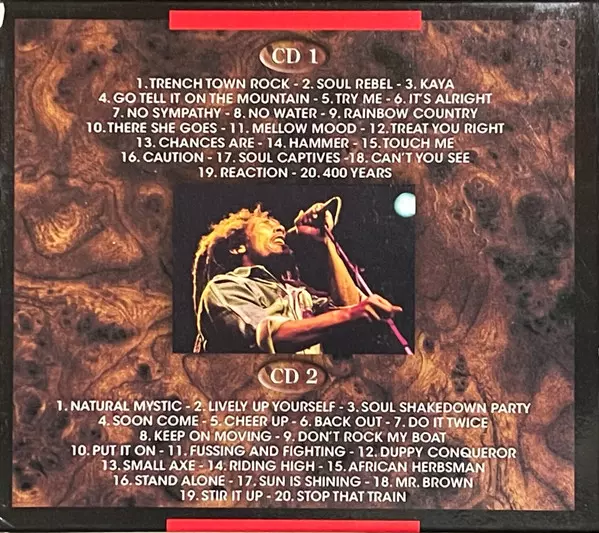 CD 1
1. TRENCH TOWN ROCK - 2. SOUL REBEL - 3. KAYA
4. GO TELL IT ON THE MOUNTAIN - 5. TRY ME - 6. IT'S ALRIGHT
7. NO SYMPATHY - 8. NO WATER - 9. RAINBOW COUNTRY
10. THERE SHE GOES - 11. MELLOW MOOD - 12. TREAT YOU RIGHT
13. CHANCES ARE - 14. HAMMER - 15. TOUCH ME
16. CAUTION - 17. SOUL CAPTIVES -18. CAN'T YOU SEE
19. REACTION - 20. 400 YEARS
CD 2
1. NATURAL MYSTIC - 2. LIVELY UP YOURSELF - 3. SOUL SHAKEDOWN PARTY
4. SOON COME - 5. CHEER UP - 6. BACK OUT - 7. DO IT TWICE
8. KEEP ON MOVING - 9. DON'T ROCK MY BOAT
10. PUT IT ON - 11. FUSSING AND FIGHTING - 12. DUPPY CONQUEROR
13. SMALL AXE - 14. RIDING HIGH - 15. AFRICAN HERBSMAN
16. STAND ALONE - 17. SUN IS SHINING - 18. MR. BROWN
19. STIR IT UP - 20. STOP THAT TRAIN